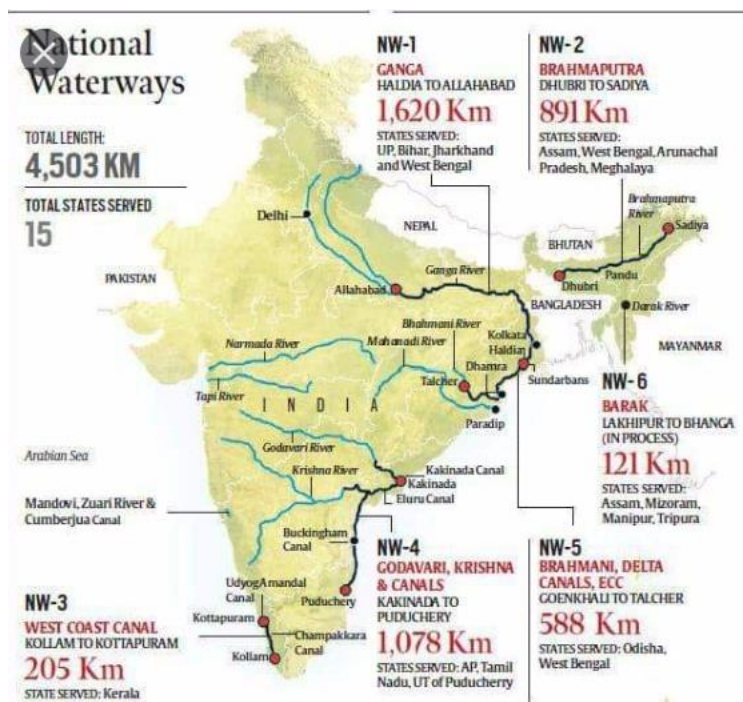 National
Waterways
TOTAL LENGTH:
4,503 KM
TOTAL STATES SERVED
15
NW-1
GANGA
HALDIA TO ALLAHABAD
1,620 Km
STATES SERVED:
UP, Bihar, Jharkhand
and West Bengal
NW-2
BRAHMAPUTRA
DHUBRI TO SADIYA
891 Km
STATES SERVED:
Assam, West Bengal, Arunachal
Pradesh, Meghalaya
Delhi
NEPAL
Brahmaputra
River
Sadiya
BHUTAN
PAKISTAN
Ganga River
Pandu
Dhubri
Allahabad
BANGLADESH
Darak River
Bhahmani River
Kolkata
Narmada River
Mahanadi River
Haldia
MAYANMAR
Dhamra
Talcher
Sundarbans
Tapi River
INDIA
Paradip
NW-6
BARAK
LAKHIPUR TO BHANGA
(IN PROCESS)
121 Km
STATES SERVED:
Assam, Mizoram,
Manipur, Tripura
Godavari River
Arabian Sea
Krishna River
Kakinada Canal
Kakinada
Eluru Canal
Mandovi, Zuari River &
Cumberjua Canal
Buckingham
Canal
NW-4
GODAVARI, KRISHNA
& CANALS
KAKINADA TO
PUDUCHERY
1,078 Km
STATES SERVED: AP, Tamil
Nadu, UT of Puducherry
NW-5
BRAHMANI, DELTA
CANALS, ECC
GOENKHALI TO TALCHER
588 Km
STATES SERVED: Odisha,
West Bengal
UdyogAmandal
Canal
Puduchery
NW-3
WEST COAST CANAL
KOLLAM TO KOTTAPURAM
205 Km
STATE SERVED: Kerala
Kottapuram
Champakkara
Canal
Kollam